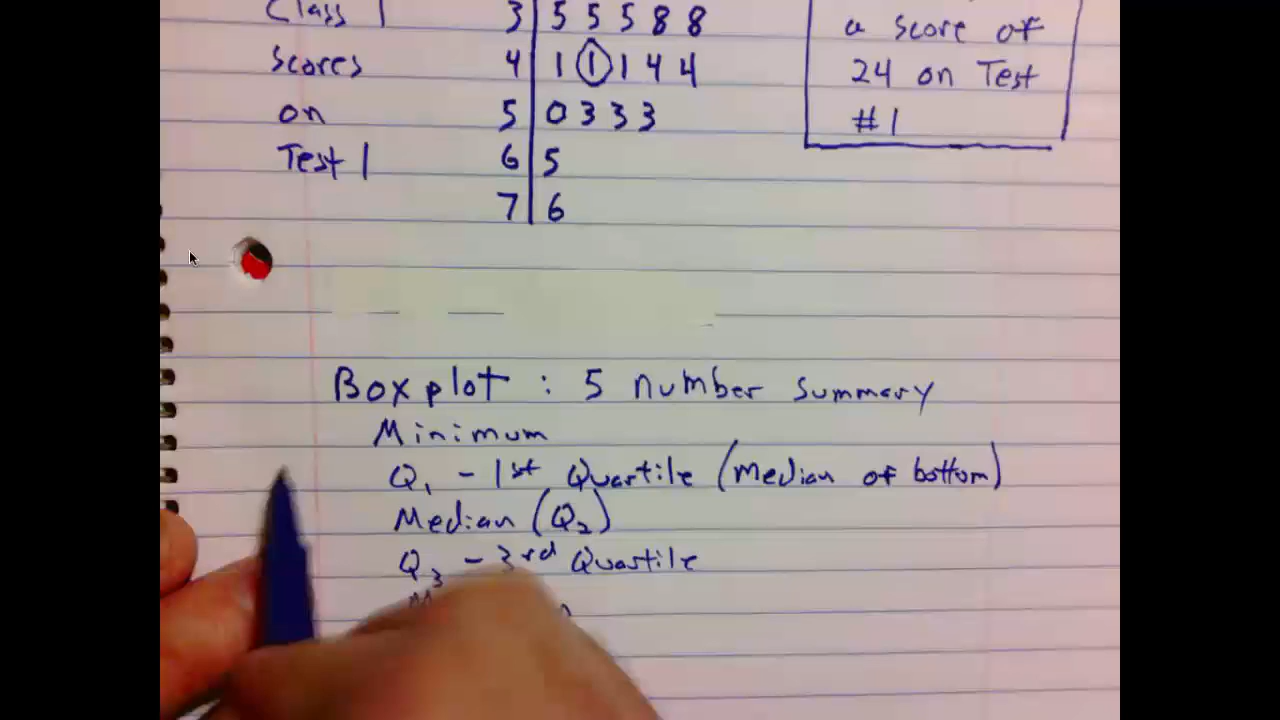 Class 1 3 | 5 5 5 8 8
Scores 4 | 1 1 1 4 4
on 5 | 0 3 3 3
Test 1 6 | 5
7 | 6
a score of
24 on Test
#1
Boxplot : 5 number summary
Minimum
Q1 - 1st Quartile (Median of bottom)
Median (Q2)
Q3 - 3rd Quartile